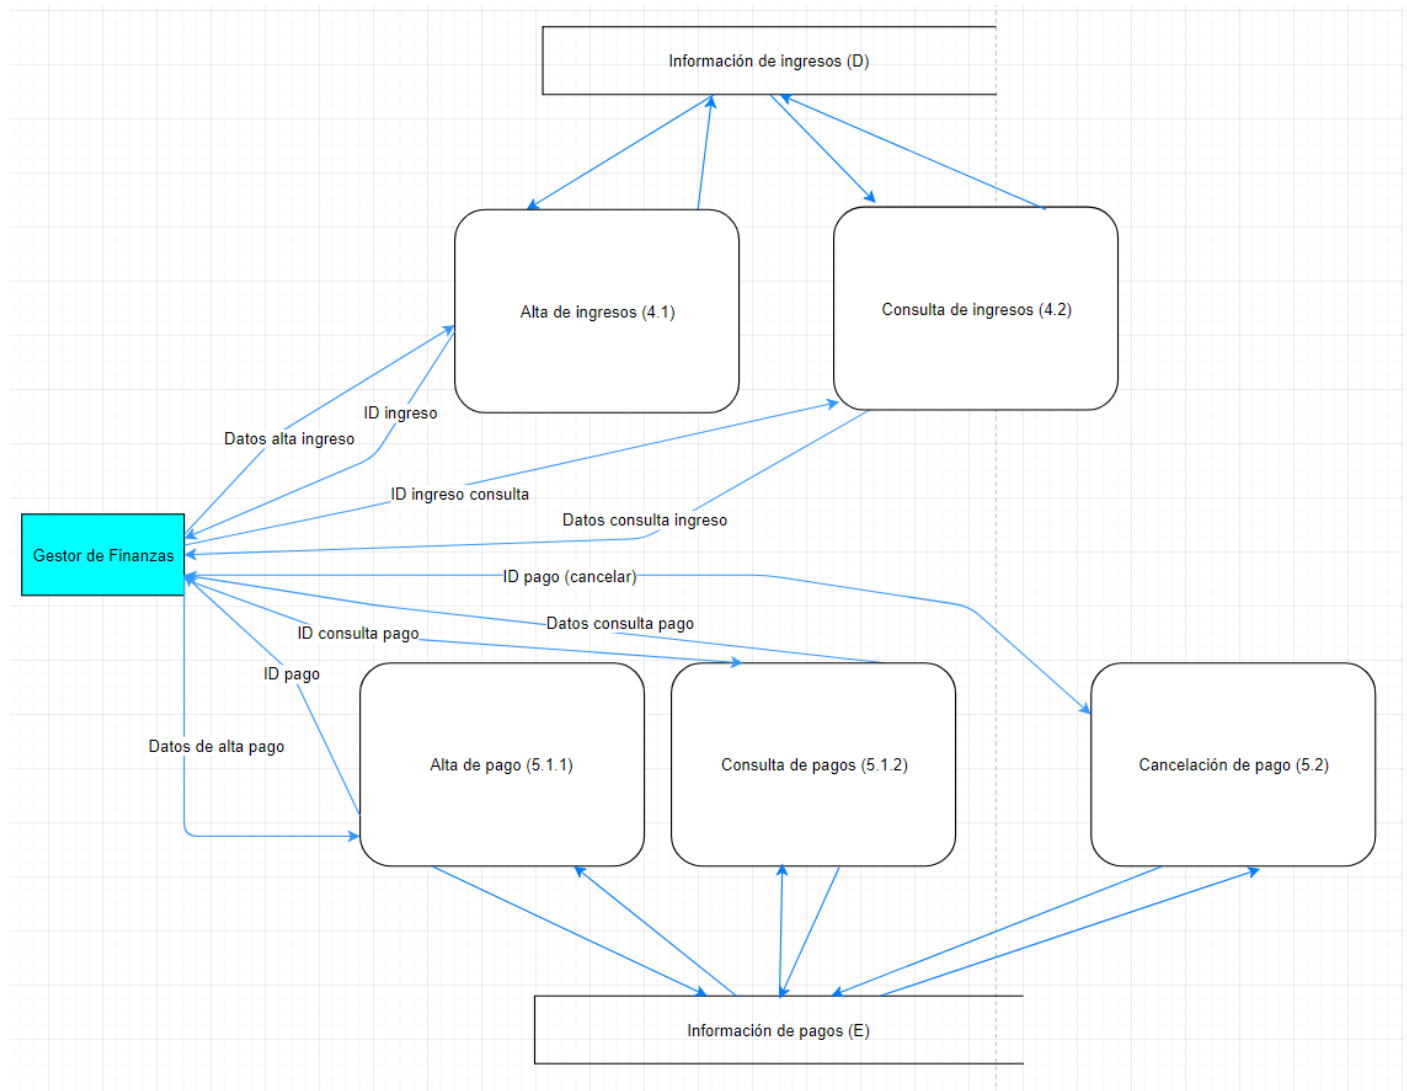 Información de ingresos (D)
Alta de ingresos (4.1)
Consulta de ingresos (4.2)
ID ingreso
Datos alta ingreso
ID ingreso consulta
Datos consulta ingreso
Gestor de Finanzas
ID pago (cancelar)
Datos consulta pago
ID consulta pago
ID pago
Datos de alta pago
Alta de pago (5.1.1)
Consulta de pagos (5.1.2)
Cancelación de pago (5.2)
Información de pagos (E)